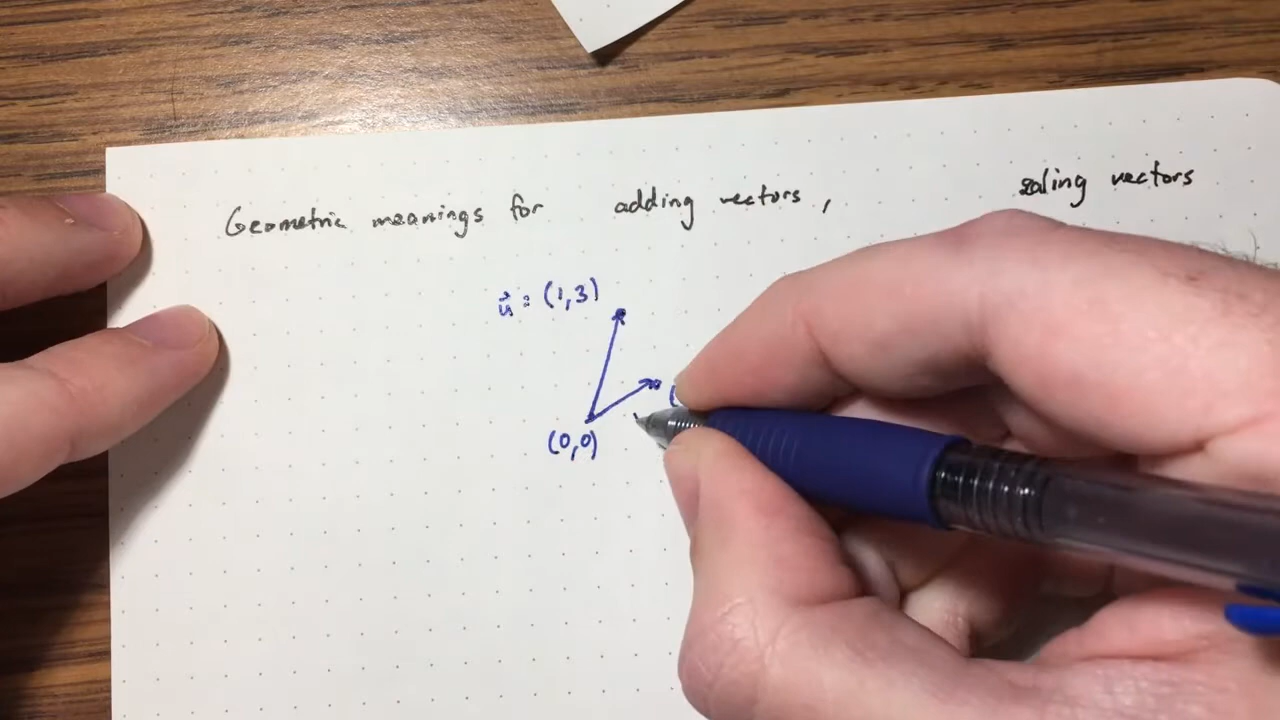 Geometric meanings for adding vectors, scaling vectors
u⃗ = (1,3)
(
(0,0)